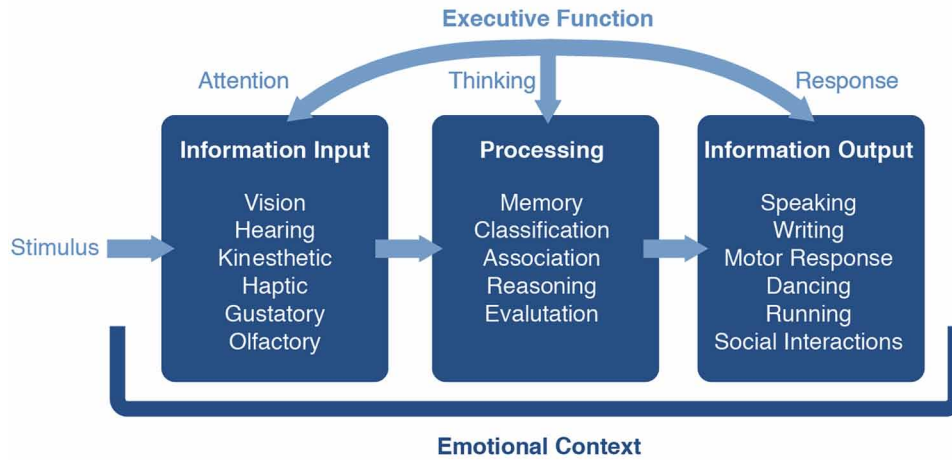 Executive Function
Attention
Thinking
Response
Stimulus
Information Input
Vision
Hearing
Kinesthetic
Haptic
Gustatory
Olfactory
Processing
Memory
Classification
Association
Reasoning
Evalutation
Information Output
Speaking
Writing
Motor Response
Dancing
Running
Social Interactions
Emotional Context